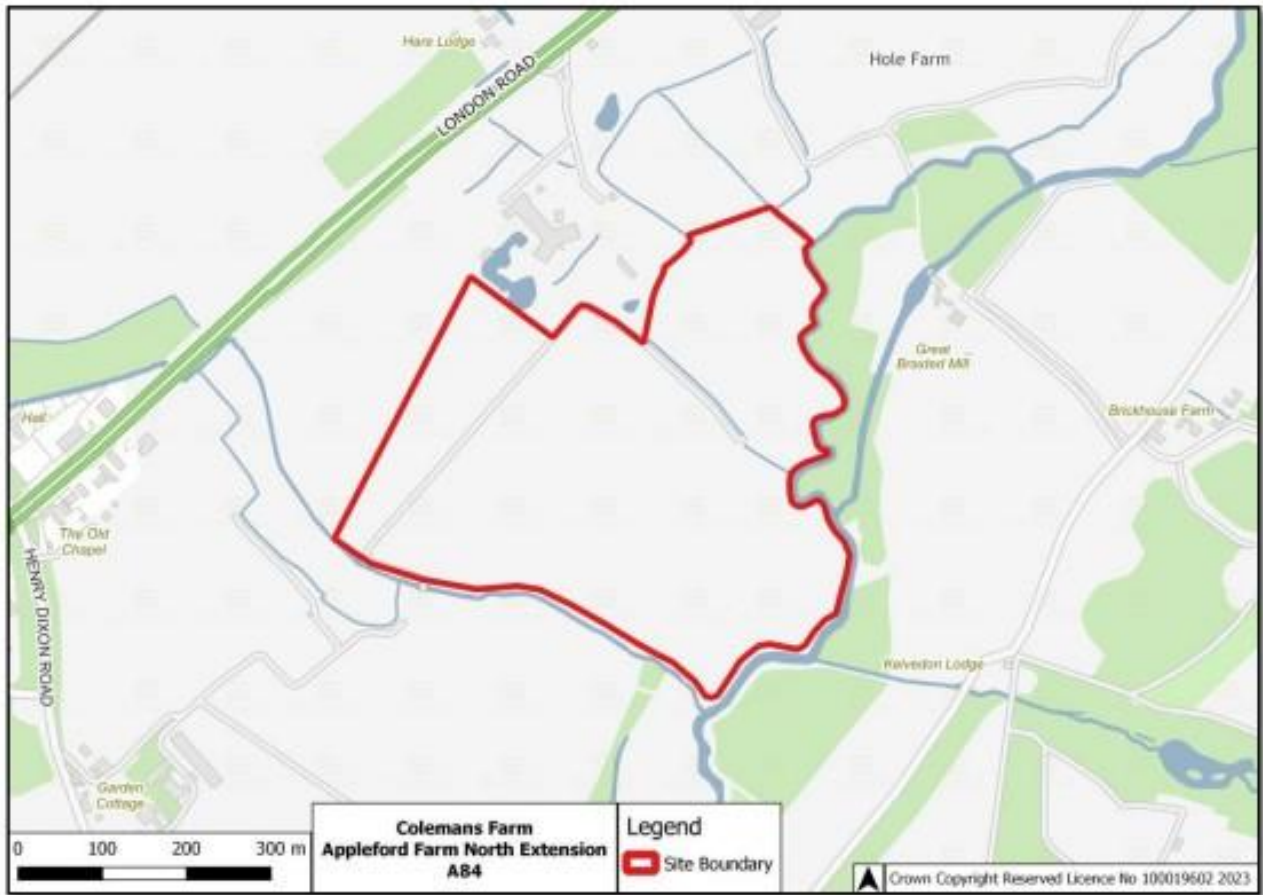 Hare Lodge
LONDON ROAD
Hole Farm
Great
Braxted Mill
Brickhouse Farm
Hall
The Old
Chapel
HENRY DIXON ROAD
Kelvedon Lodge
Garden
Cottage
0 100 200 300 m
Colemans Farm
Appleford Farm North Extension
A84
Legend
Site Boundary
Crown Copyright Reserved Licence No 100019602 2023